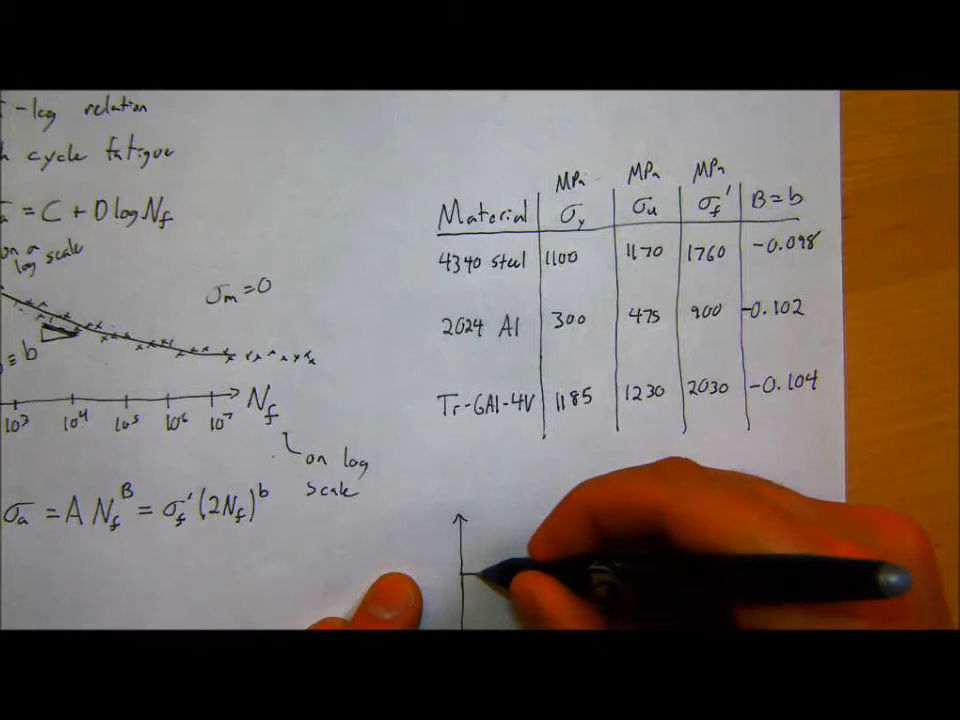 -log relation
cycle fatigue
= C + D log Nf
on a
log scale
σm = 0
= b
10³ 10⁴ 10⁵ 10⁶ 10⁷ Nf
on log
scale
σa = A Nf^B = σf' (2Nf)^b
MPa MPa MPa
Material σy σu σf' B = b
4340 steel 1100 1170 1760 -0.098
2024 Al 300 475 900 -0.102
Tr-6Al-4V 1185 1230 2030 -0.104